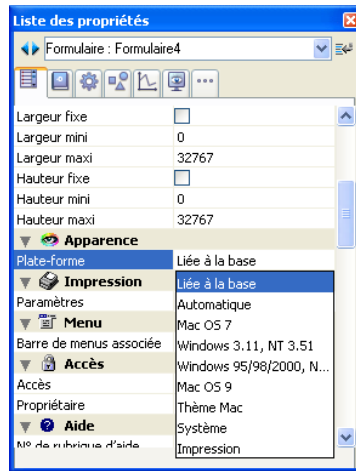 Liste des propriétés
Formulaire : Formulaire4
Largeur fixe
Largeur mini 0
Largeur maxi 32767
Hauteur fixe
Hauteur mini 0
Hauteur maxi 32767
Apparence
Plate-forme Liée à la base
Impression Liée à la base
Paramètres Automatique
Menu Mac OS 7
Barre de menus associée Windows 3.11, NT 3.51
Accès Windows 95/98/2000, N...
Accès Mac OS 9
Propriétaire Thème Mac
Aide Système
N° de rubrique d'aide Impression